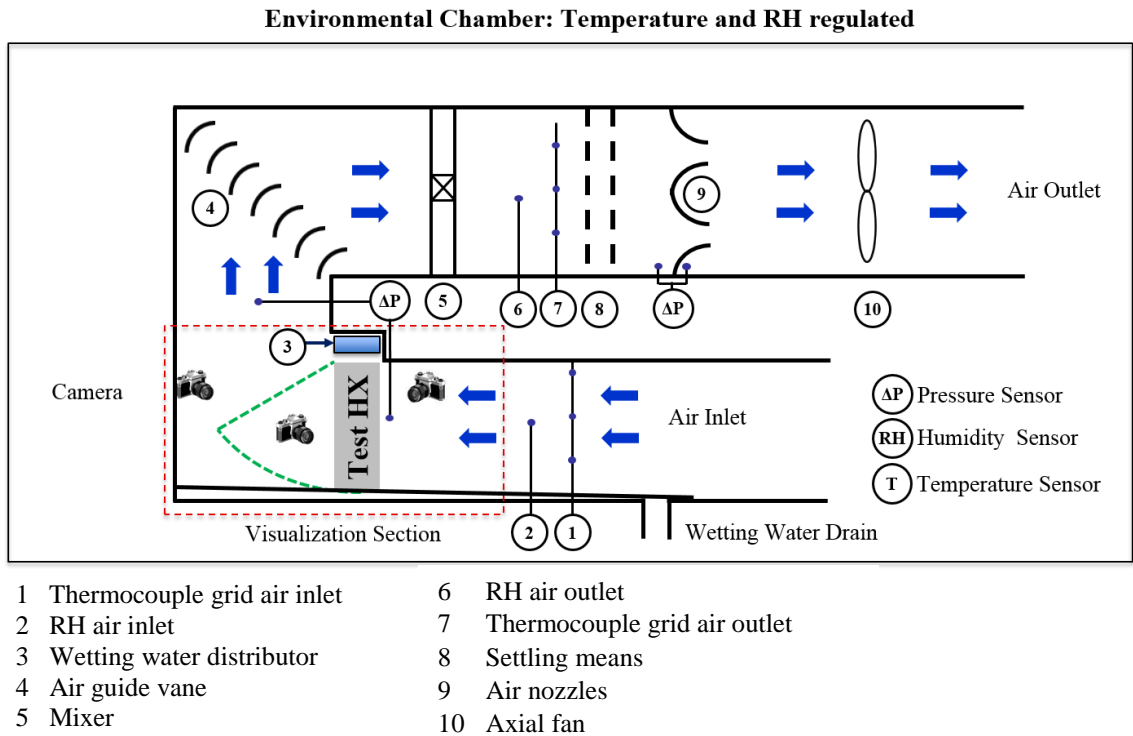 Environmental Chamber: Temperature and RH regulated
4
9
Air Outlet
ΔP
5
6
7
8
ΔP
10
3
Camera
Test HX
Air Inlet
ΔP Pressure Sensor
RH Humidity Sensor
T Temperature Sensor
Visualization Section
2
1
Wetting Water Drain
1 Thermocouple grid air inlet
2 RH air inlet
3 Wetting water distributor
4 Air guide vane
5 Mixer
6 RH air outlet
7 Thermocouple grid air outlet
8 Settling means
9 Air nozzles
10 Axial fan